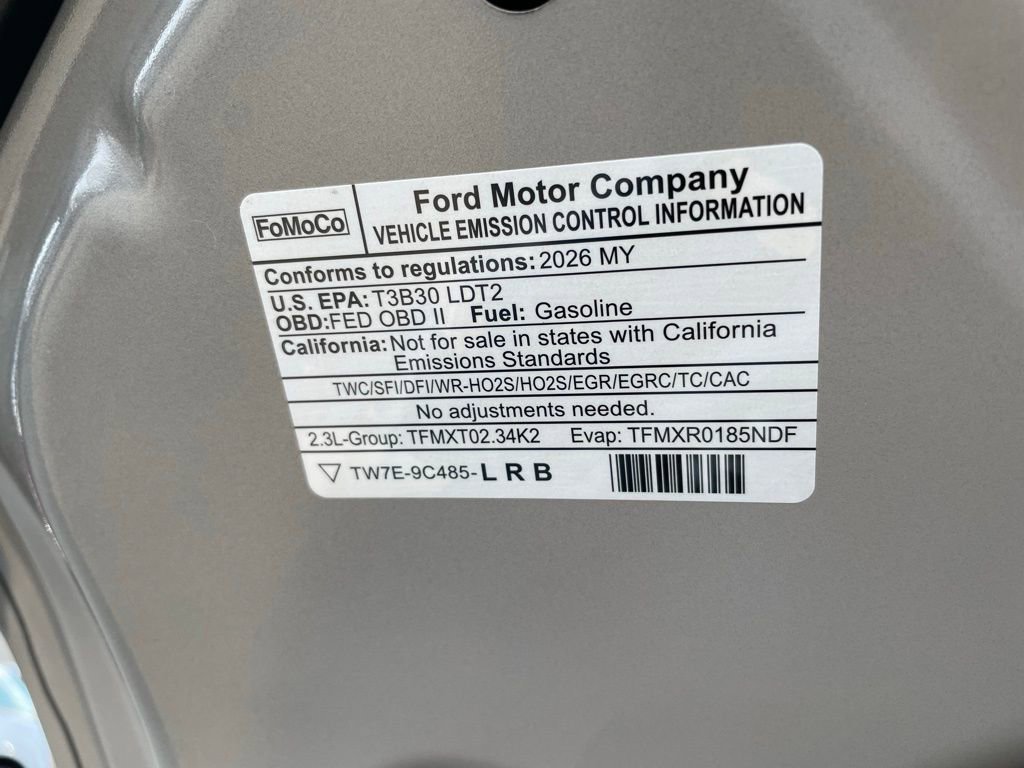 FoMoCo
Ford Motor Company
VEHICLE EMISSION CONTROL INFORMATION
Conforms to regulations: 2026 MY
U.S. EPA: T3B30 LDT2
OBD:FED OBD II Fuel: Gasoline
California: Not for sale in states with California
Emissions Standards
TWC/SFI/DFI/WR-HO2S/HO2S/EGR/EGRC/TC/CAC
No adjustments needed.
2.3L-Group: TFMXT02.34K2 Evap: TFMXR0185NDF
TW7E-9C485-L R B